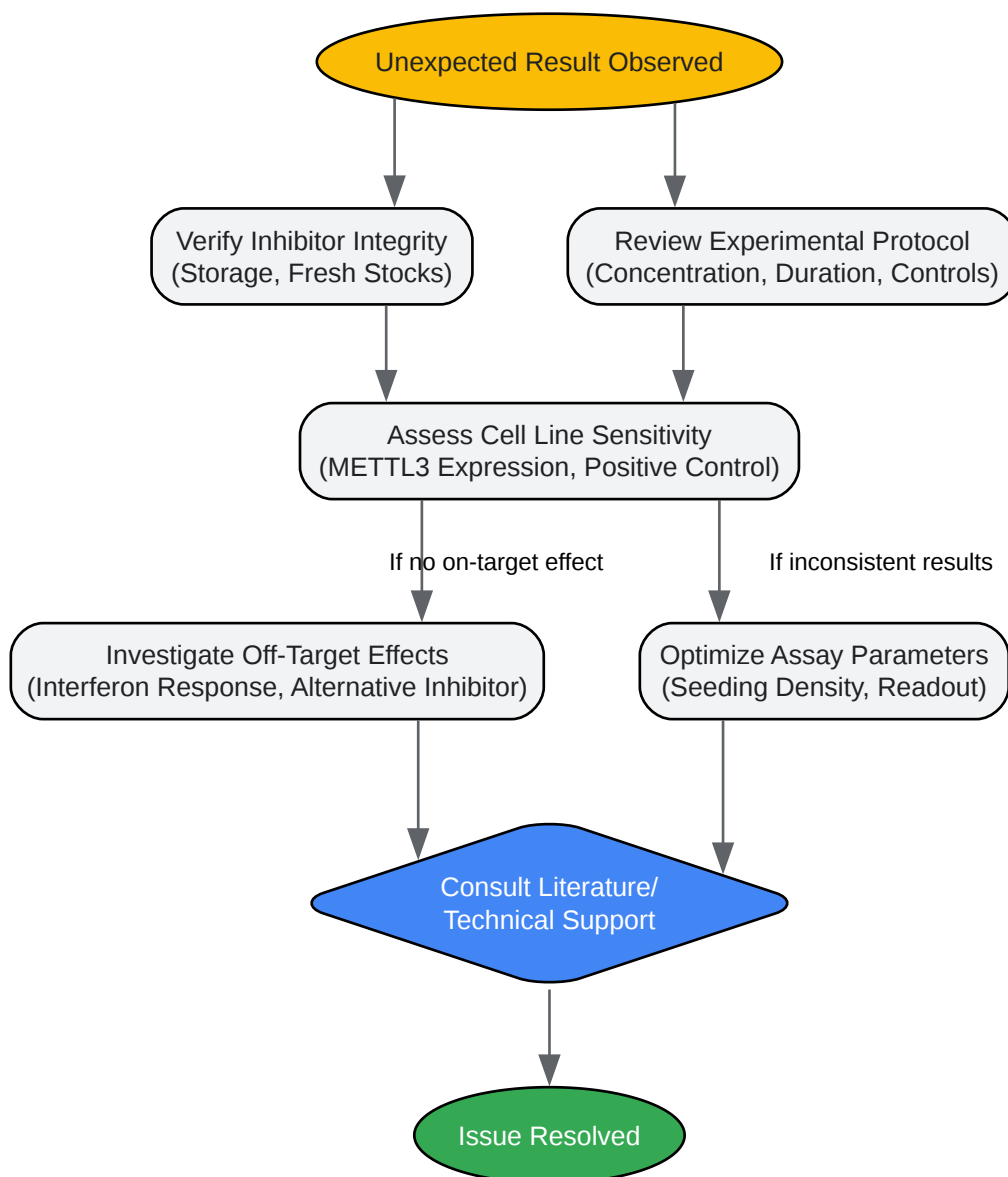 Unexpected Result Observed
Verify Inhibitor Integrity
(Storage, Fresh Stocks)
Review Experimental Protocol
(Concentration, Duration, Controls)
Assess Cell Line Sensitivity
(METTL3 Expression, Positive Control)
If no on-target effect
If inconsistent results
Investigate Off-Target Effects
(Interferon Response, Alternative Inhibitor)
Optimize Assay Parameters
(Seeding Density, Readout)
Consult Literature/
Technical Support
Issue Resolved